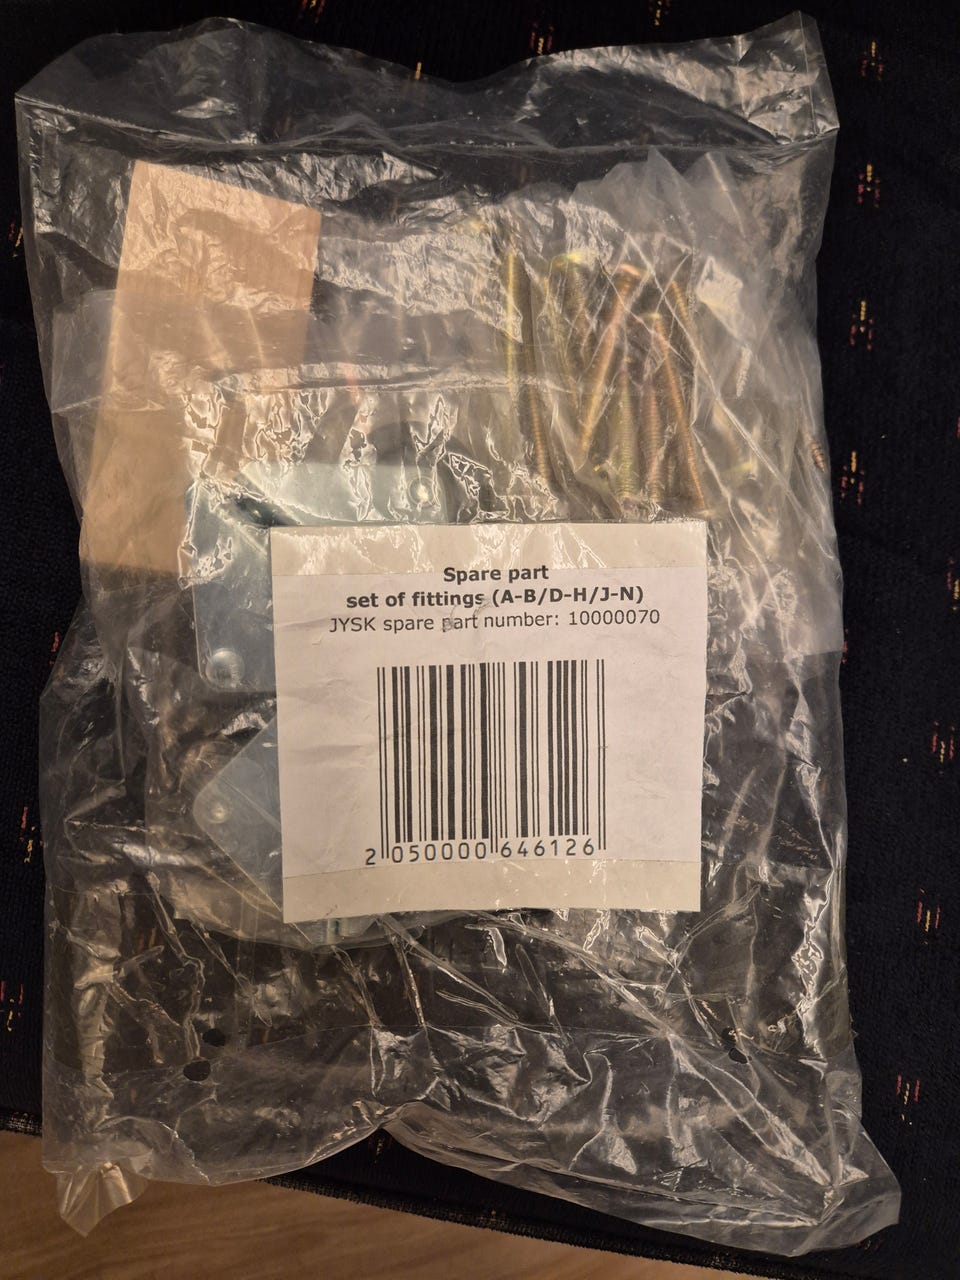 Spare part
set of fittings (A-B/D-H/J-N)
JYSK spare part number: 10000070
2 050000 646126